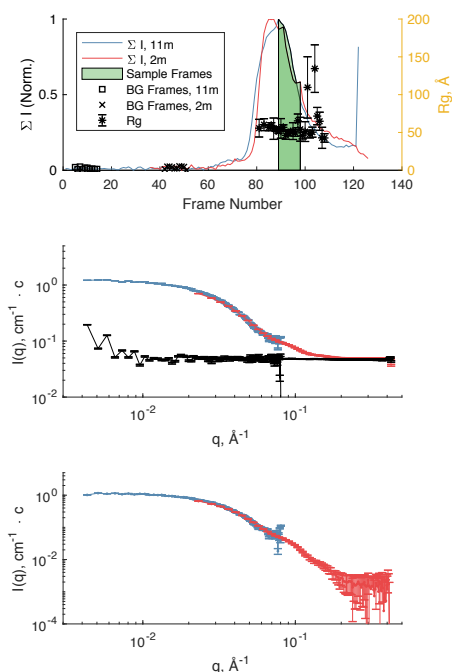 1
0.5
0
Σ I (Norm.)
Σ I, 11m
Σ I, 2m
Sample Frames
BG Frames, 11m
BG Frames, 2m
Rg
200
150
100
50
0
Rg, Å
0 20 40 60 80 100 120 140
Frame Number
10^0
10^-1
10^-2
I(q), cm^-1 · c
10^-2 10^-1
q, Å^-1
10^0
10^-2
10^-4
I(q), cm^-1 · c
10^-2 10^-1
q, Å^-1